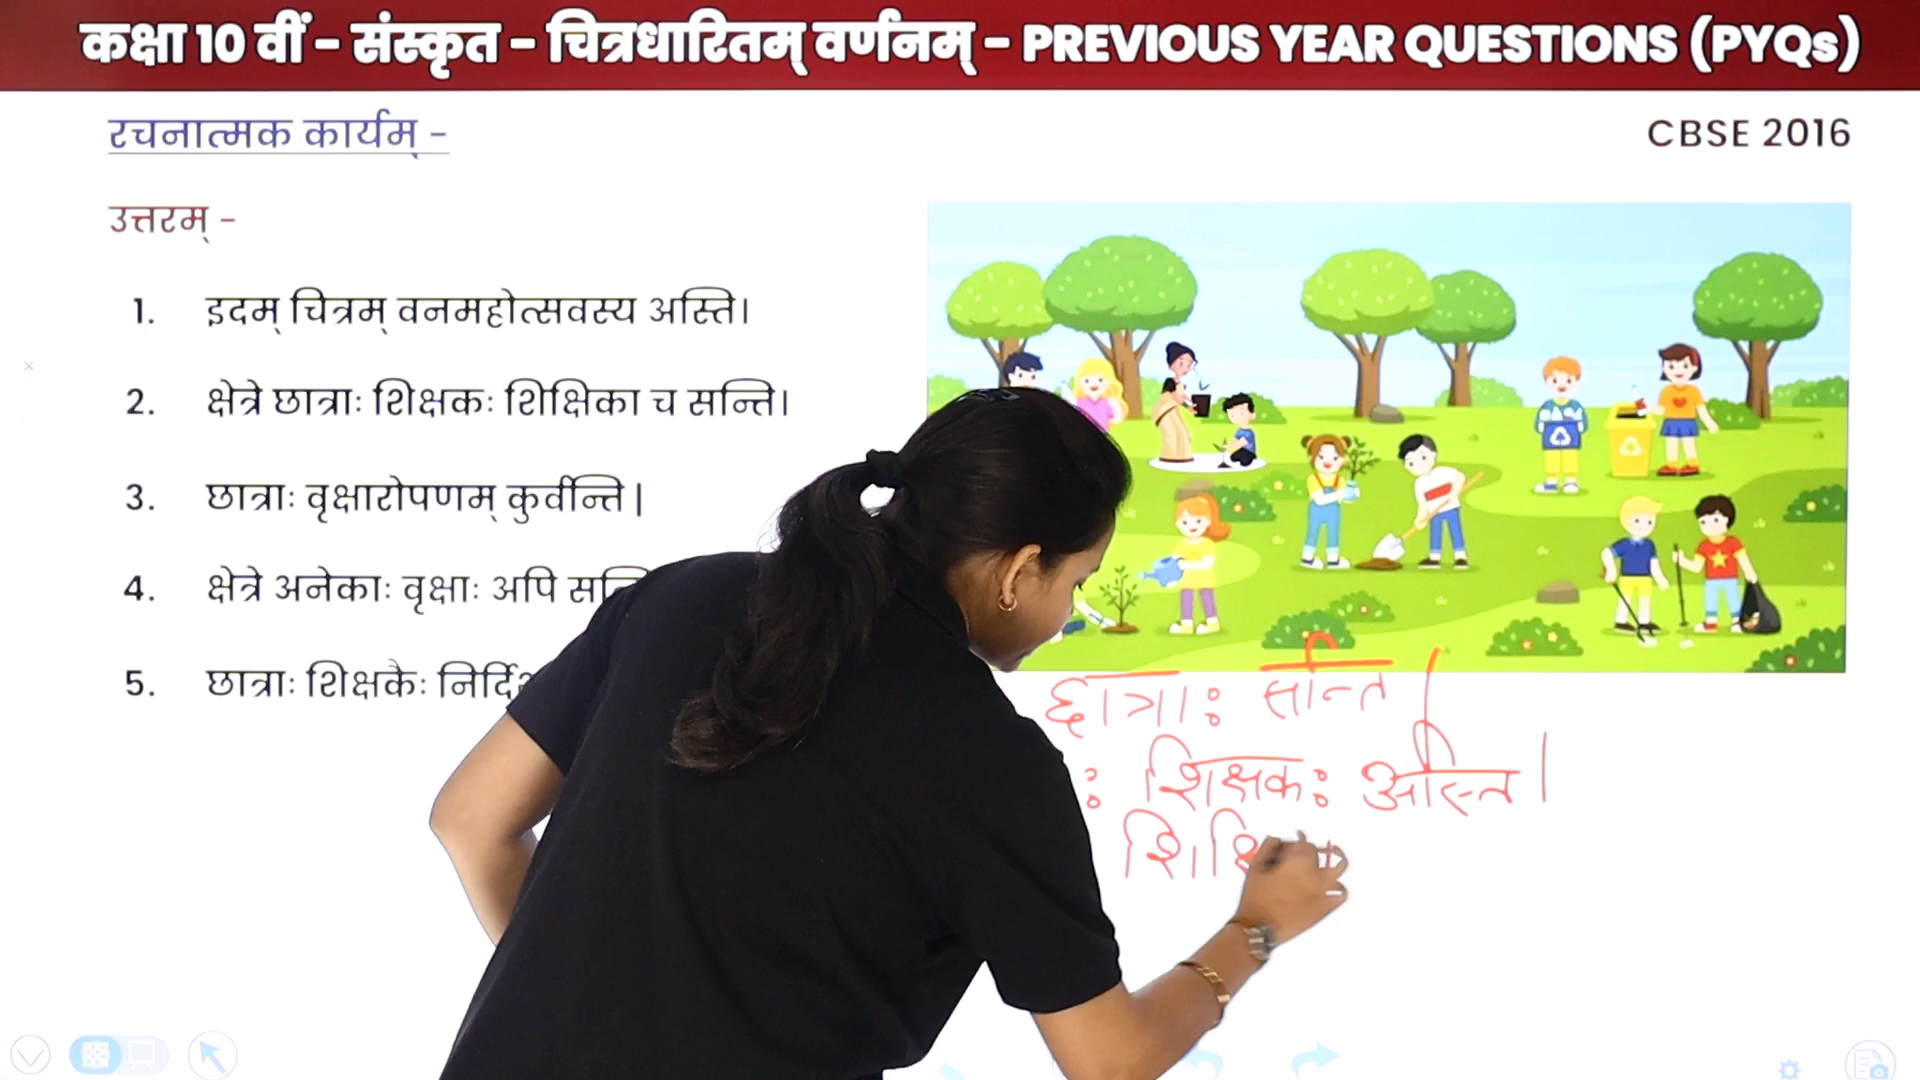 कक्षा 10 वीं - संस्कृत - चित्रधारितम् वर्णनम् - PREVIOUS YEAR QUESTIONS (PYQs)
रचनात्मक कार्यम् -
CBSE 2016
उत्तरम् -
1. इदम् चित्रम् वनमहोत्सवस्य अस्ति।
2. क्षेत्रे छात्राः शिक्षकः शिक्षिका च सन्ति।
3. छात्राः वृक्षारोपणम् कुर्वन्ति |
4. क्षेत्रे अनेकाः वृक्षाः अपि
5. छात्राः शिक्षकैः
छात्राः सन्ति।
शिक्षकः अस्ति।